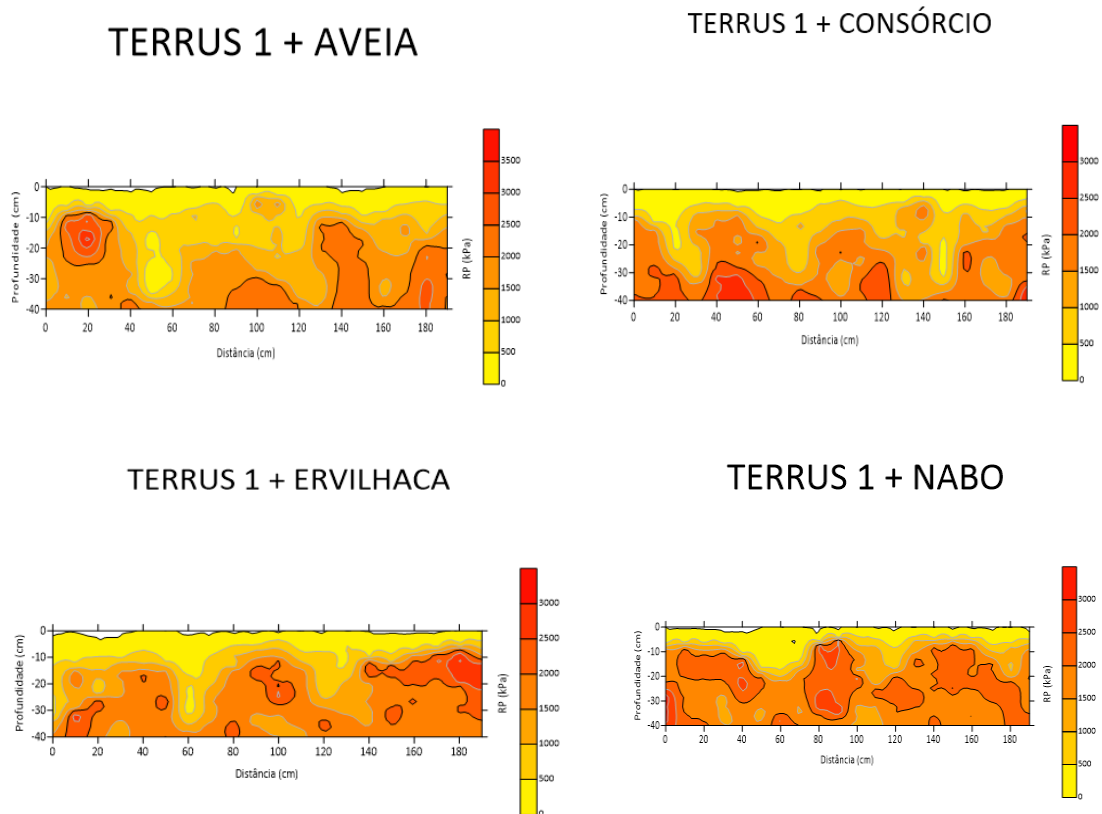 TERRUS 1 + AVEIA
TERRUS 1 + CONSÓRCIO
0
-10
-20
-30
-40
Profundidade (cm)
0 20 40 60 80 100 120 140 160 180
Distância (cm)
3500
3000
2500
2000
1500
1000
500
0
RP (kPa)
0
-10
-20
-30
-40
Profundidade (cm)
0 20 40 60 80 100 120 140 160 180
Distância (cm)
3000
2500
2000
1500
1000
500
0
RP (kPa)
TERRUS 1 + ERVILHACA
TERRUS 1 + NABO
0
-10
-20
-30
-40
Profundidade (cm)
0 20 40 60 80 100 120 140 160 180
Distância (cm)
3000
2500
2000
1500
1000
500
0
RP (kPa)
0
-10
-20
-30
-40
Profundidade (cm)
0 20 40 60 80 100 120 140 160 180
Distância (cm)
3000
2500
2000
1500
1000
500
0
RP (kPa)